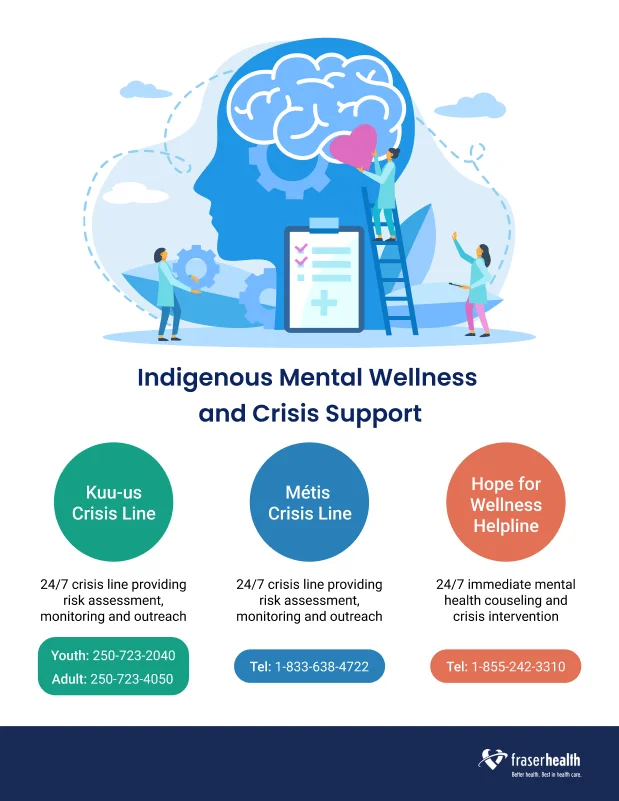 Indigenous Mental Wellness
and Crisis Support
Kuu-us
Crisis Line
24/7 crisis line providing
risk assessment,
monitoring and outreach
Youth: 250-723-2040
Adult: 250-723-4050
Métis
Crisis Line
24/7 crisis line providing
risk assessment,
monitoring and outreach
Tel: 1-833-638-4722
Hope for
Wellness
Helpline
24/7 immediate mental
health couseling and
crisis intervention
Tel: 1-855-242-3310
fraserhealth
Better health. Best in health care.